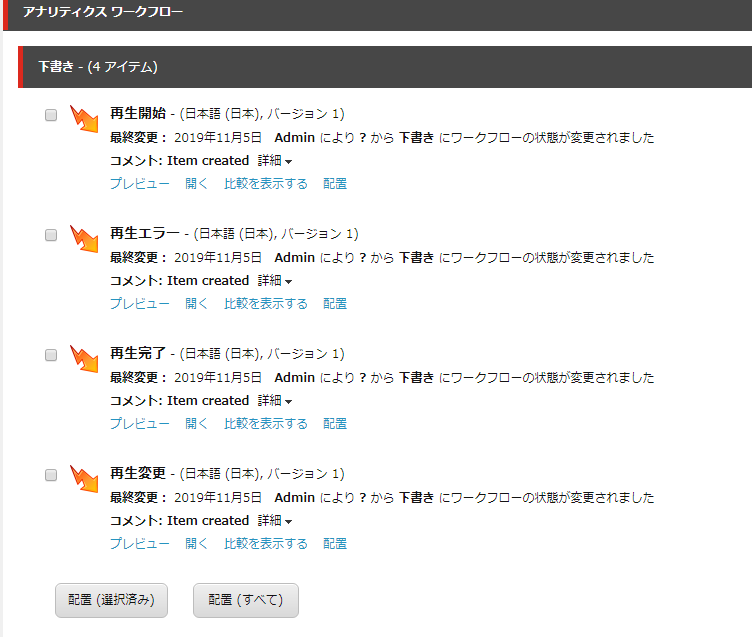 アナリティクス ワークフロー
下書き - (4 アイテム)
再生開始 - (日本語 (日本), バージョン 1)
最終変更： 2019年11月5日 Admin により ? から 下書き にワークフローの状態が変更されました
コメント: Item created 詳細
プレビュー 開く 比較を表示する 配置
再生エラー - (日本語 (日本), バージョン 1)
最終変更： 2019年11月5日 Admin により ? から 下書き にワークフローの状態が変更されました
コメント: Item created 詳細
プレビュー 開く 比較を表示する 配置
再生完了 - (日本語 (日本), バージョン 1)
最終変更： 2019年11月5日 Admin により ? から 下書き にワークフローの状態が変更されました
コメント: Item created 詳細
プレビュー 開く 比較を表示する 配置
再生変更 - (日本語 (日本), バージョン 1)
最終変更： 2019年11月5日 Admin により ? から 下書き にワークフローの状態が変更されました
コメント: Item created 詳細
プレビュー 開く 比較を表示する 配置
配置 (選択済み) 配置 (すべて)